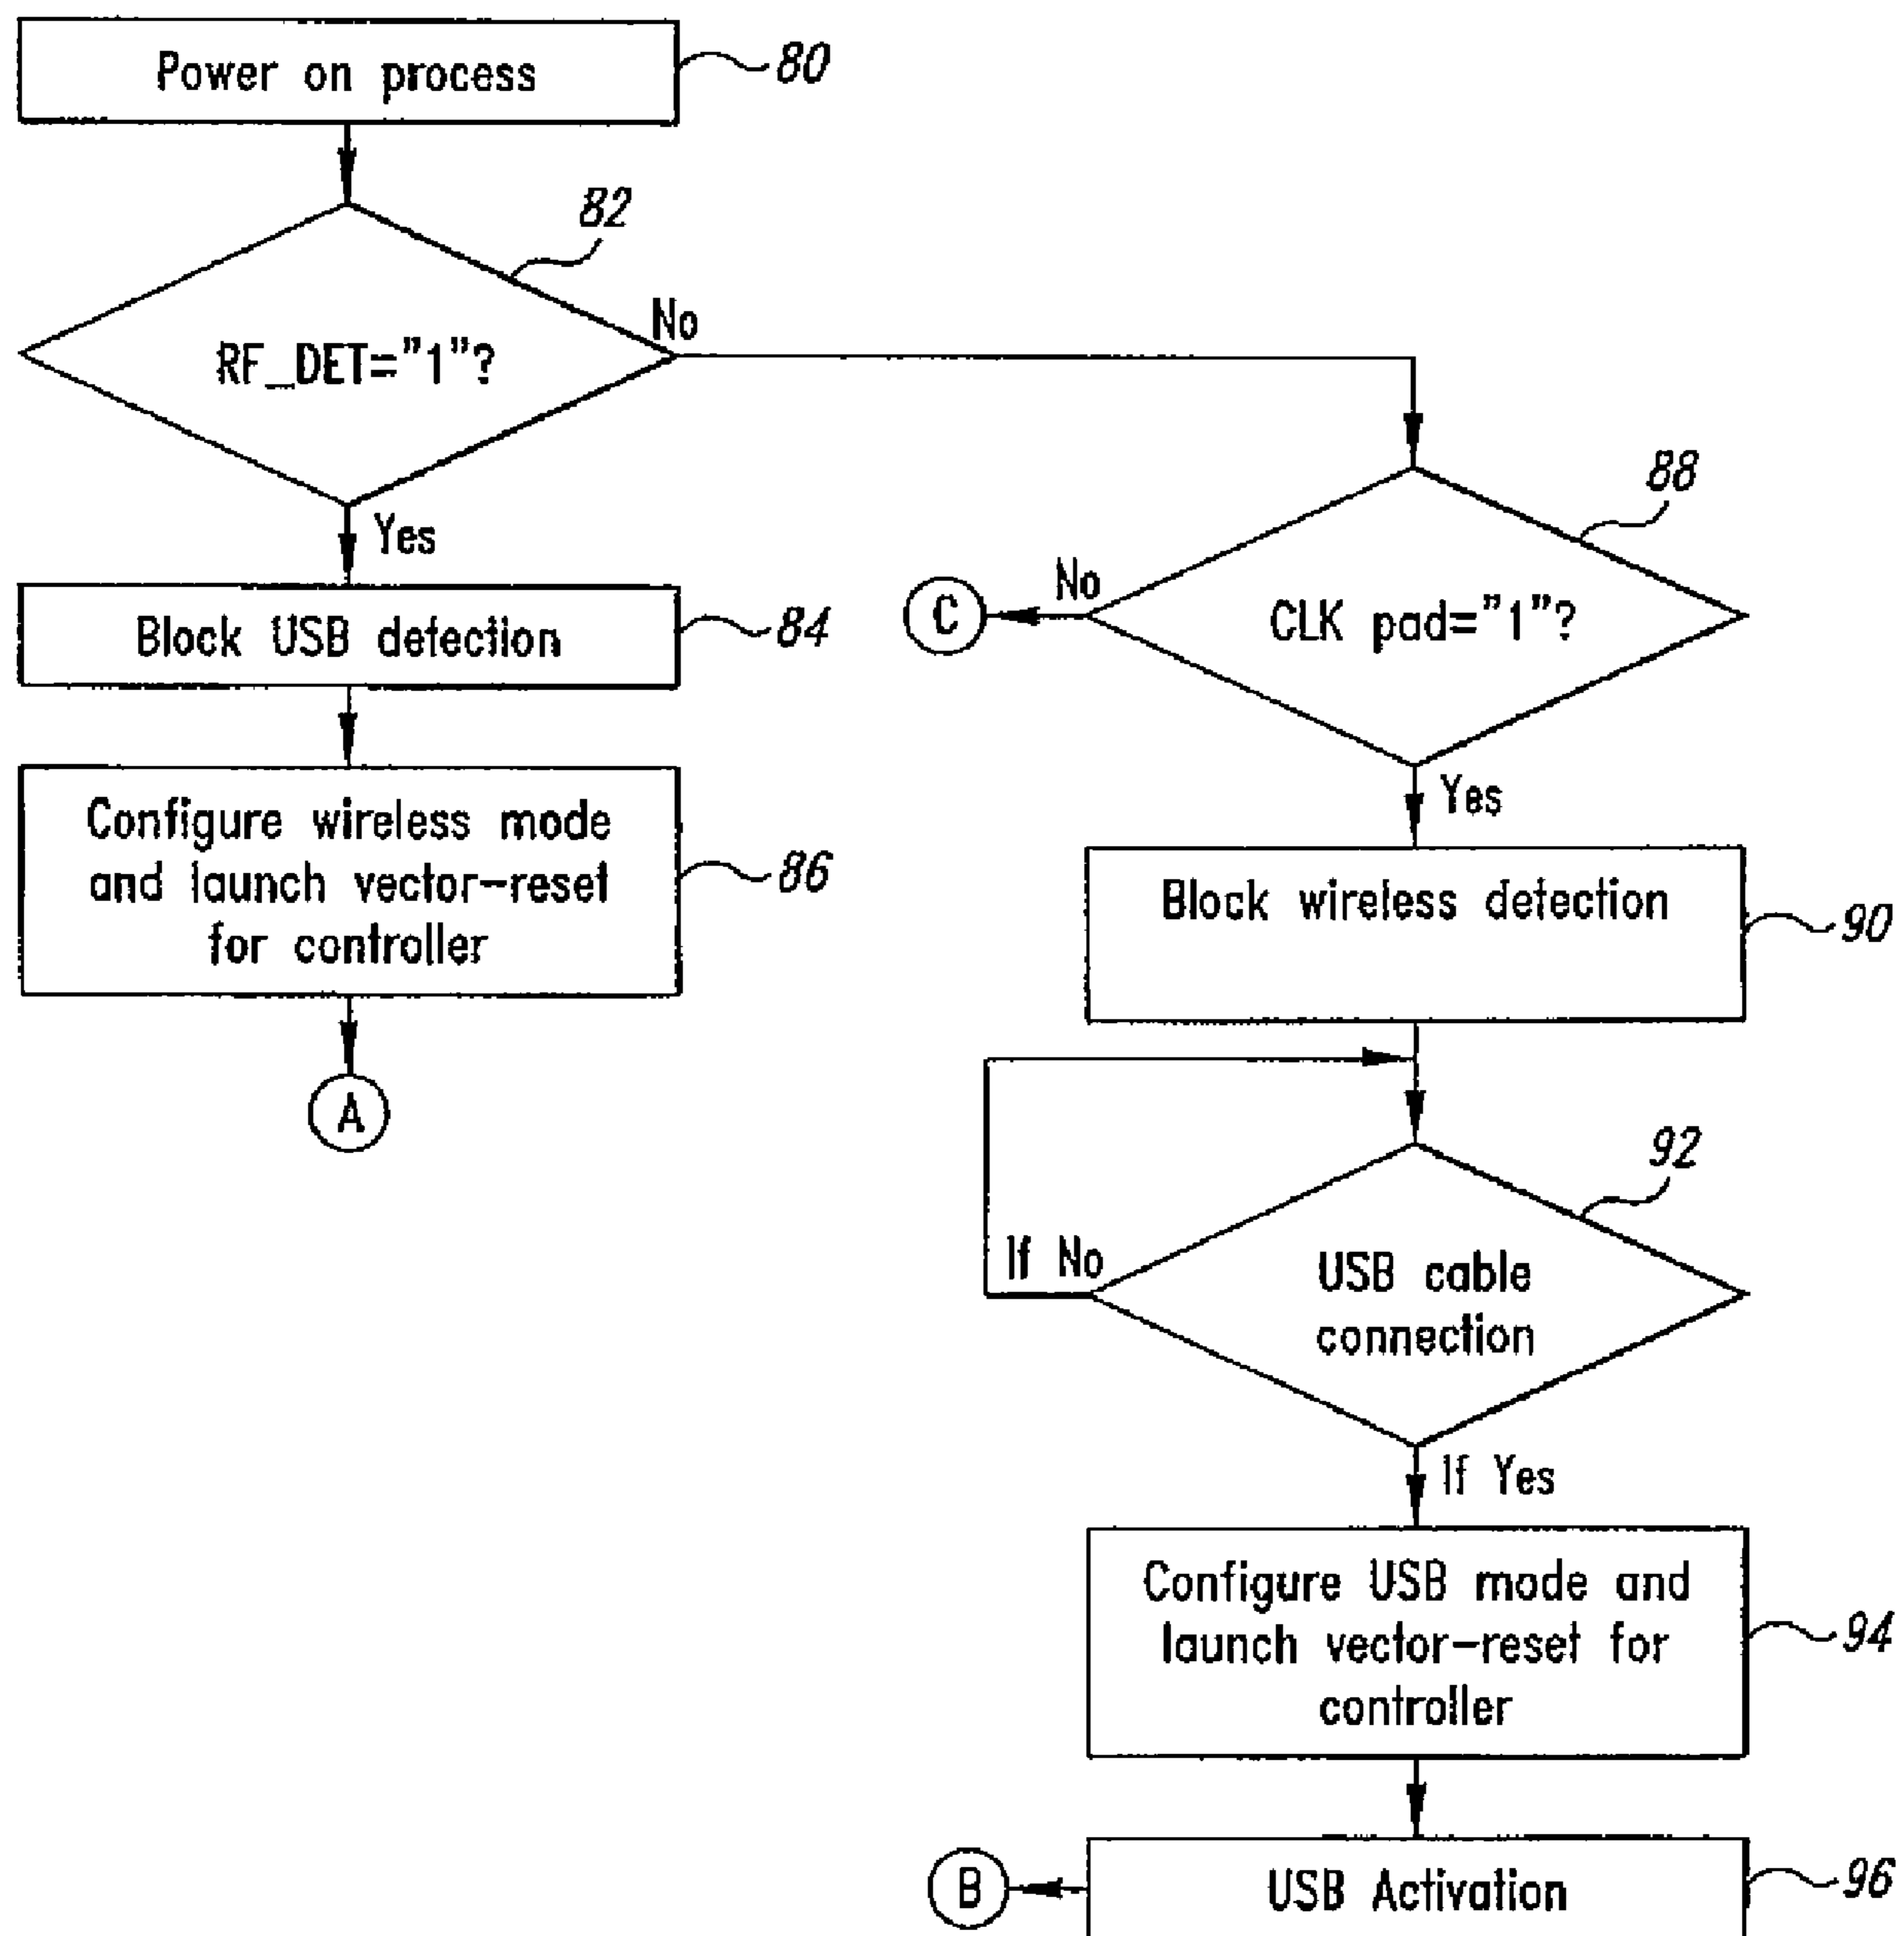 Power on process
80
82
RF_DET="1"?
No
Yes
Block USB detection
84
Configure wireless mode
and launch vector-reset
for controller
86
A
88
CLK pad="1"?
No
C
Yes
Block wireless detection
90
92
USB cable
connection
If No
If Yes
Configure USB mode and
launch vector-reset for
controller
94
USB Activation
96
B